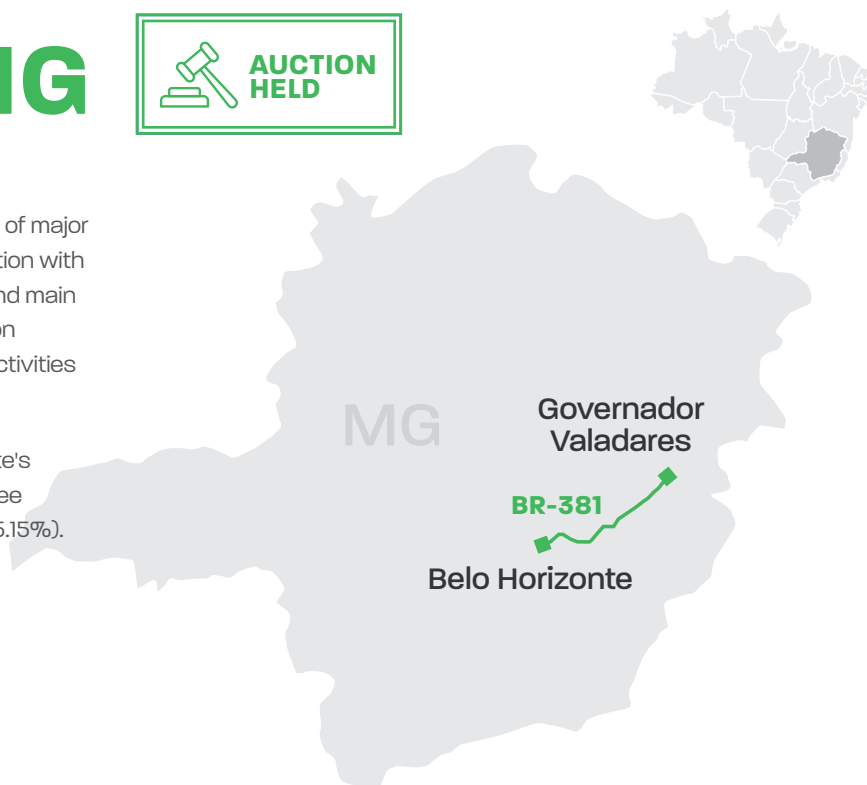 MG
AUCTION
HELD
of major
tion with
nd main
on
ctivities
te's
ee
5.15%).
MG
Governador
Valadares
BR-381
Belo Horizonte